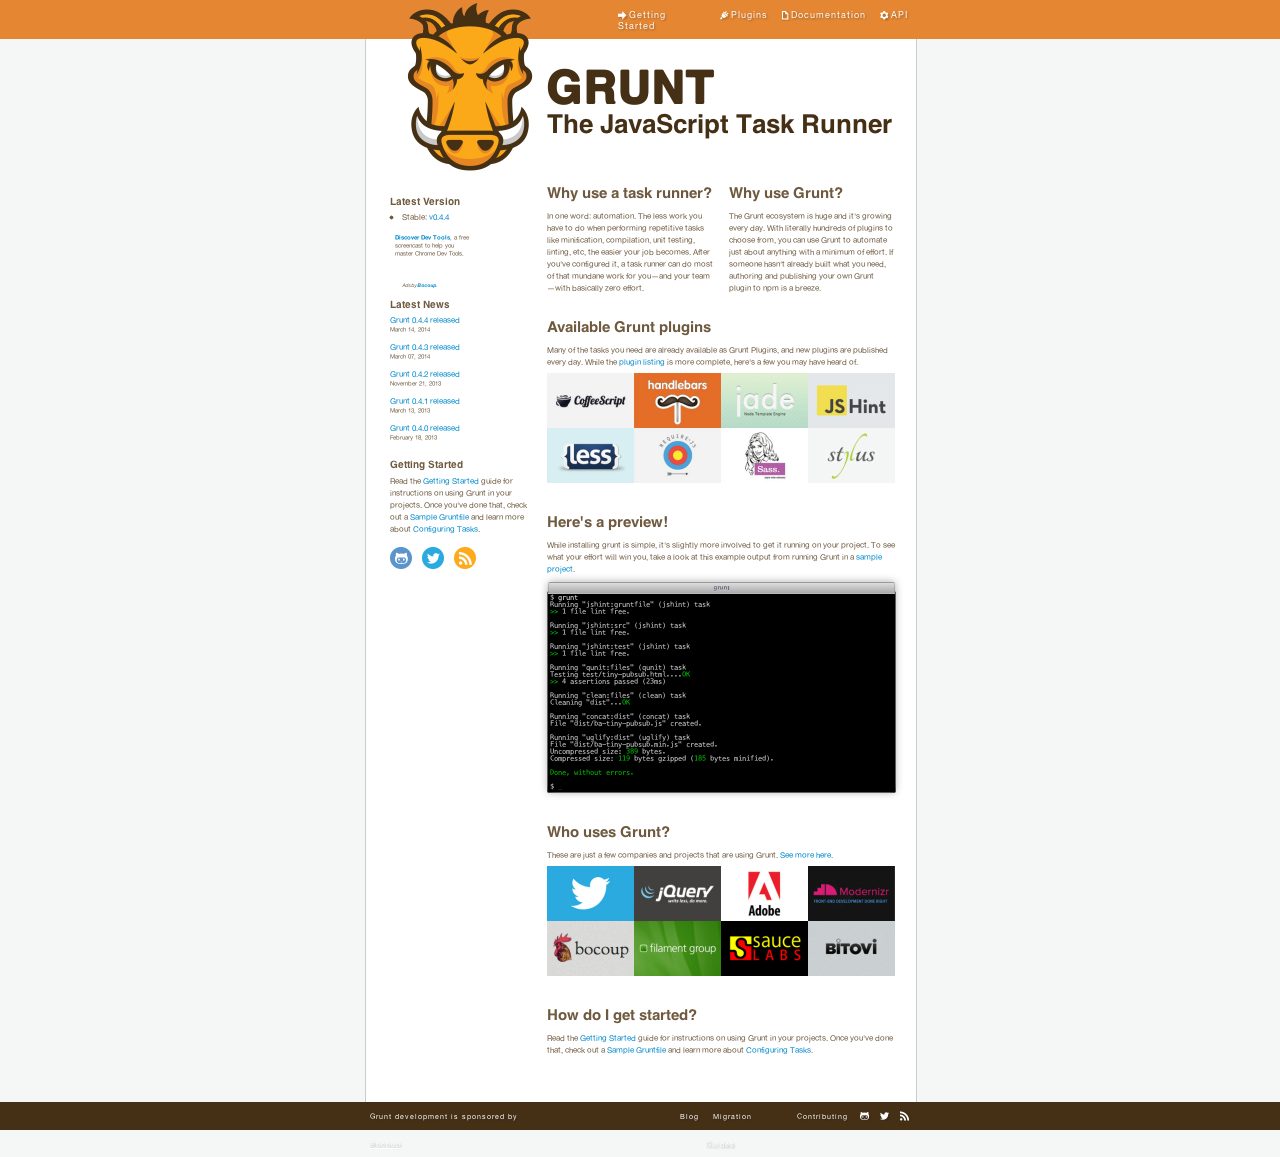 Getting Started
Plugins
Documentation
API
GRUNT
The JavaScript Task Runner
Latest Version
Stable: v0.4.4
Discover Dev Tools, a free
screencast to help you
master Chrome Dev Tools.
Ads by Bocoup.
Latest News
Grunt 0.4.4 released
March 14, 2014
Grunt 0.4.3 released
March 07, 2014
Grunt 0.4.2 released
November 21, 2013
Grunt 0.4.1 released
March 13, 2013
Grunt 0.4.0 released
February 18, 2013
Getting Started
Read the Getting Started guide for
instructions on using Grunt in your
projects. Once you've done that, check
out a Sample Gruntfile and learn more
about Configuring Tasks.
Why use a task runner?
In one word: automation. The less work you
have to do when performing repetitive tasks
like minification, compilation, unit testing,
linting, etc, the easier your job becomes. After
you've configured it, a task runner can do most
of that mundane work for you—and your team
—with basically zero effort.
Why use Grunt?
The Grunt ecosystem is huge and it's growing
every day. With literally hundreds of plugins to
choose from, you can use Grunt to automate
just about anything with a minimum of effort. If
someone hasn't already built what you need,
authoring and publishing your own Grunt
plugin to npm is a breeze.
Available Grunt plugins
Many of the tasks you need are already available as Grunt Plugins, and new plugins are published
every day. While the plugin listing is more complete, here's a few you may have heard of.
CoffeeScript
handlebars
jade
Node Template Engine
JS Hint
{less}
REQUIRE·JS
Sass.
stylus
Here's a preview!
While installing grunt is simple, it's slightly more involved to get it running on your project. To see
what your effort will win you, take a look at this example output from running Grunt in a sample
project.
grunt
$ grunt
Running "jshint:gruntfile" (jshint) task
>> 1 file lint free.
Running "jshint:src" (jshint) task
>> 1 file lint free.
Running "jshint:test" (jshint) task
>> 1 file lint free.
Running "qunit:files" (qunit) task
Testing test/tiny-pubsub.html....OK
>> 4 assertions passed (23ms)
Running "clean:files" (clean) task
Cleaning "dist"...OK
Running "concat:dist" (concat) task
File "dist/ba-tiny-pubsub.js" created.
Running "uglify:dist" (uglify) task
File "dist/ba-tiny-pubsub.min.js" created.
Uncompressed size: 389 bytes.
Compressed size: 119 bytes gzipped (185 bytes minified).
Done, without errors.
$ _
Who uses Grunt?
These are just a few companies and projects that are using Grunt. See more here.
jQuery
write less, do more.
Adobe
Modernizr
FRONT-END DEVELOPMENT DONE RIGHT
bocoup
filament group
sauce
LABS
BiTOVi
How do I get started?
Read the Getting Started guide for instructions on using Grunt in your projects. Once you've done
that, check out a Sample Gruntfile and learn more about Configuring Tasks.
Grunt development is sponsored by
Blog
Migration
Contributing
Bocoup
Guides